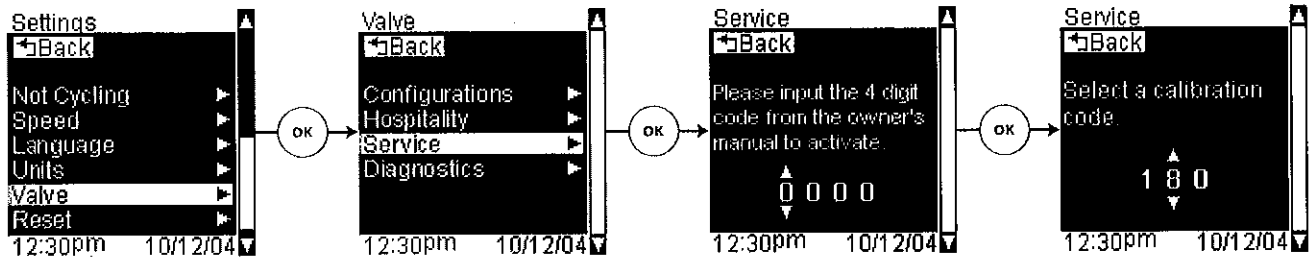 Settings
Back
Not Cycling
Speed
Language
Units
Valve
Reset
12:30pm 10/12/04
OK
Valve
Back
Configurations
Hospitality
Service
Diagnostics
12:30pm 10/12/04
OK
Service
Back
Please input the 4 digit
code from the owner's
manual to activate.
0 0 0 0
12:30pm 10/12/04
OK
Service
Back
Select a calibration
code.
1 8 0
12:30pm 10/12/04